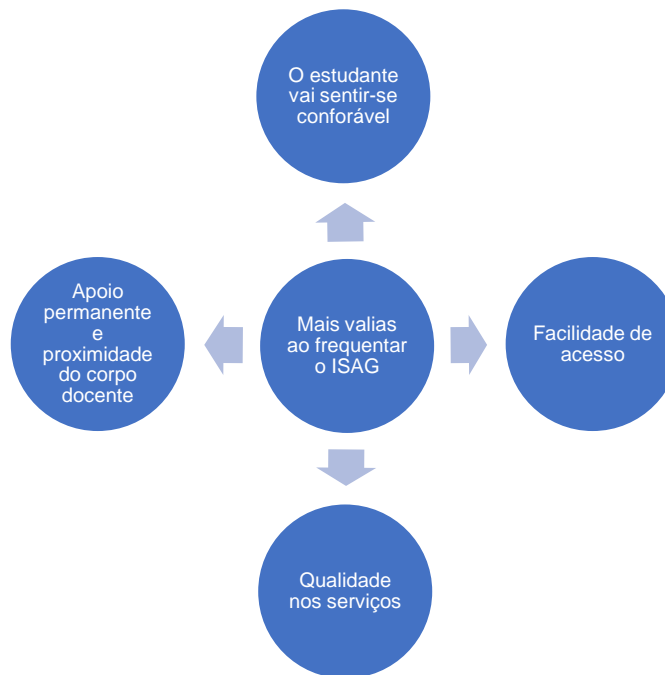 O estudante
vai sentir-se
conforável
Apoio
permanente
e
proximidade
do corpo
docente
Mais valias
ao frequentar
o ISAG
Facilidade de
acesso
Qualidade
nos serviços